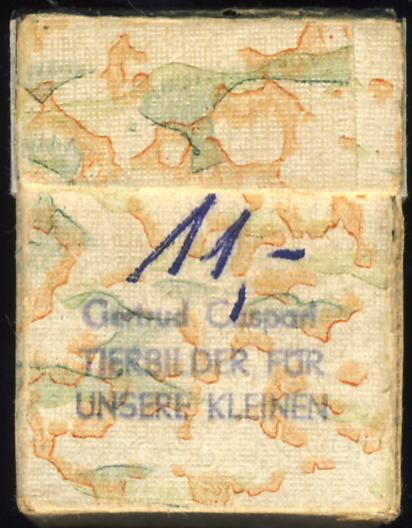 11,-
Gertrud Caspari
TIERBILDER FÜR
UNSERE KLEINEN